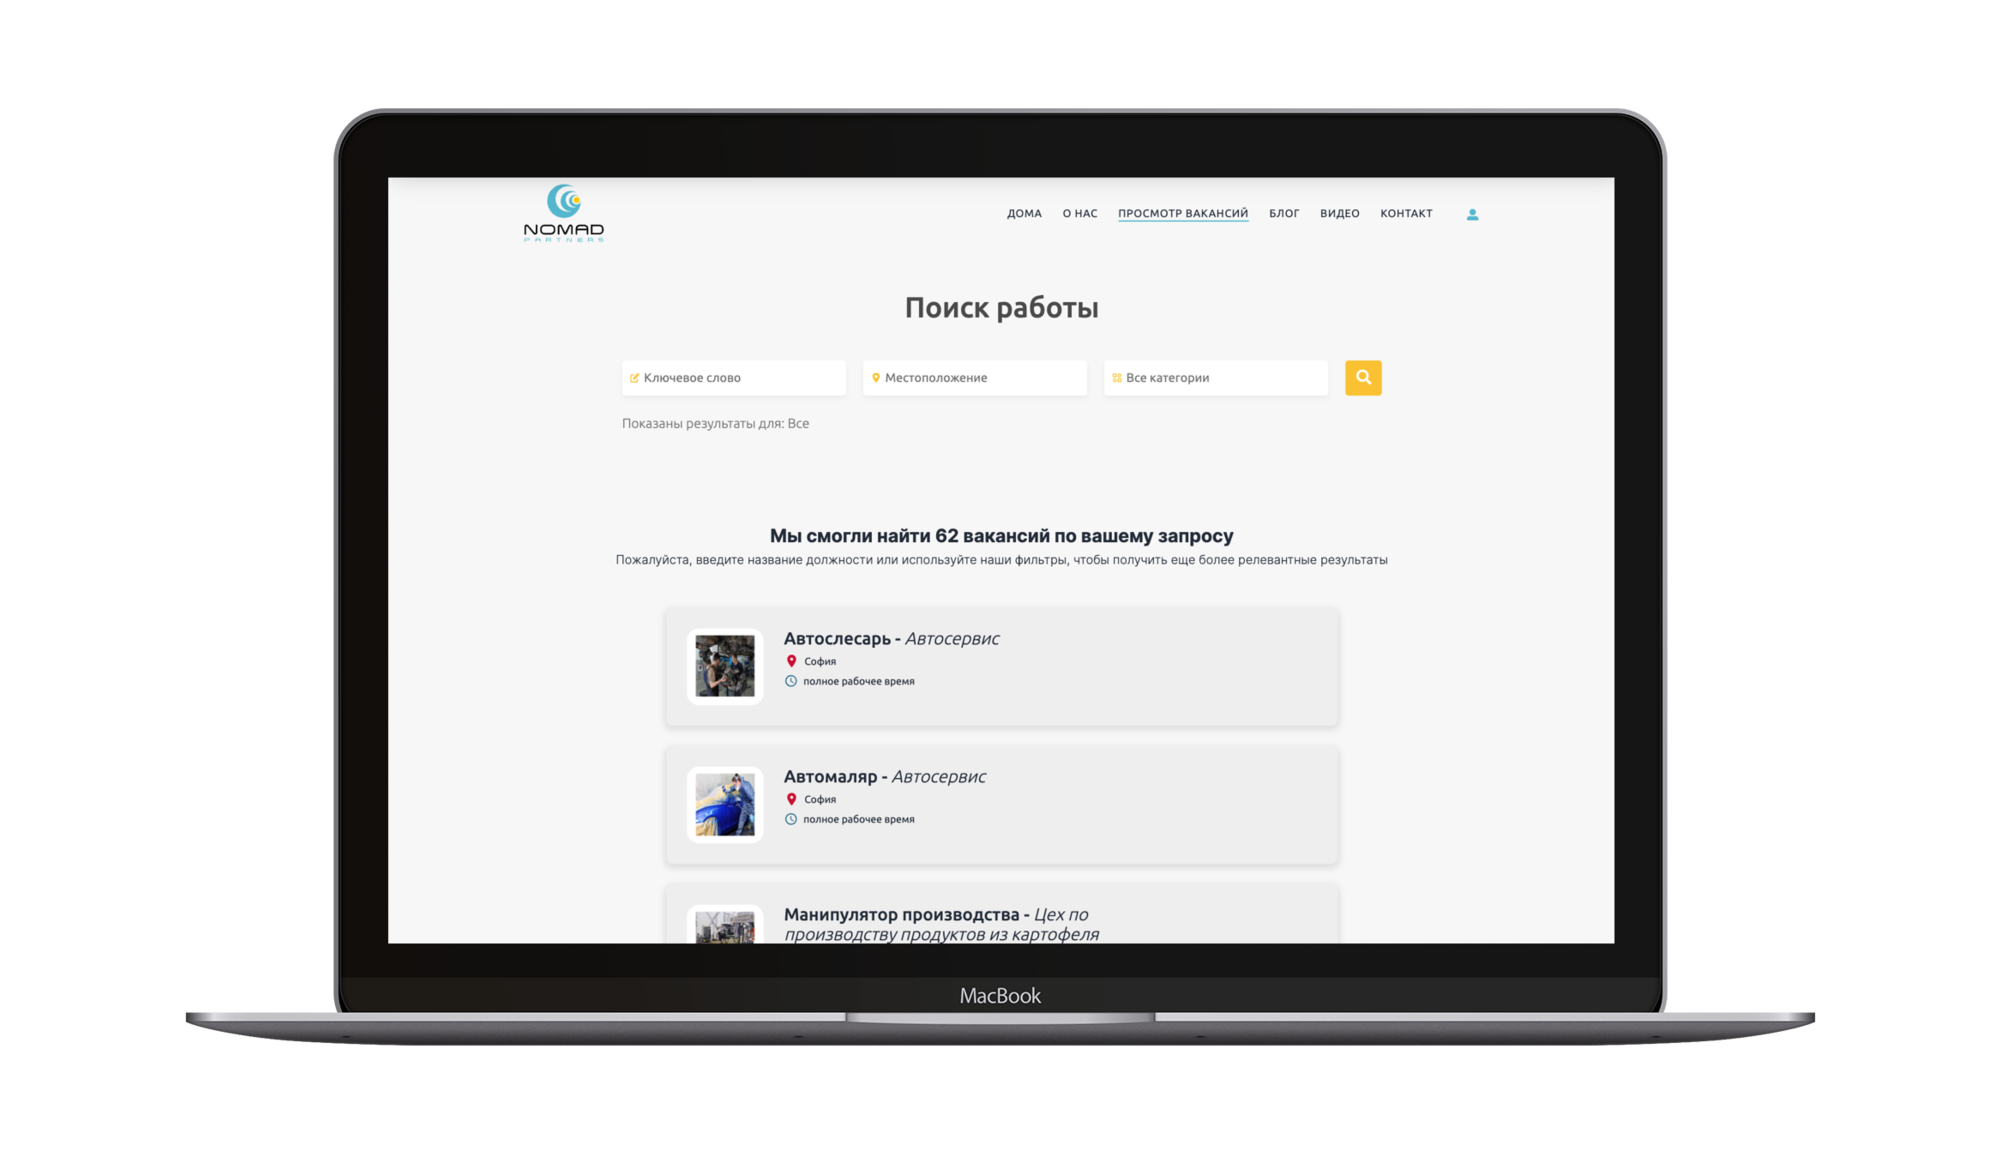 NOMAD
PARTNERS
ДОМА О НАС ПРОСМОТР ВАКАНСИЙ БЛОГ ВИДЕО КОНТАКТ
Поиск работы
Ключевое слово Местоположение Все категории
Показаны результаты для: Все
Мы смогли найти 62 вакансий по вашему запросу
Пожалуйста, введите название должности или используйте наши фильтры, чтобы получить еще более релевантные результаты
Автослесарь - Автосервис
София
полное рабочее время
Автомаляр - Автосервис
София
полное рабочее время
Манипулятор производства - Цех по
производству продуктов из картофеля
MacBook